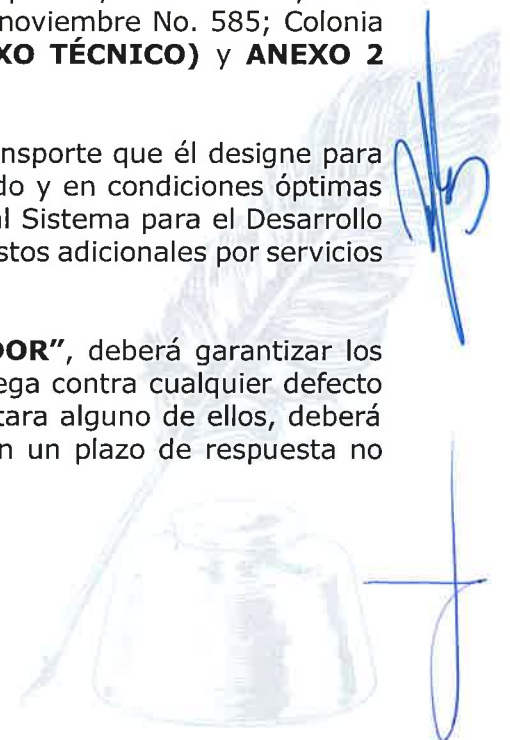 noviembre No. 585; Colonia
XO TÉCNICO) y ANEXO 2
nsporte que él designe para
do y en condiciones óptimas
al Sistema para el Desarrollo
stos adicionales por servicios
DOR”, deberá garantizar los
ega contra cualquier defecto
tara alguno de ellos, deberá
n un plazo de respuesta no